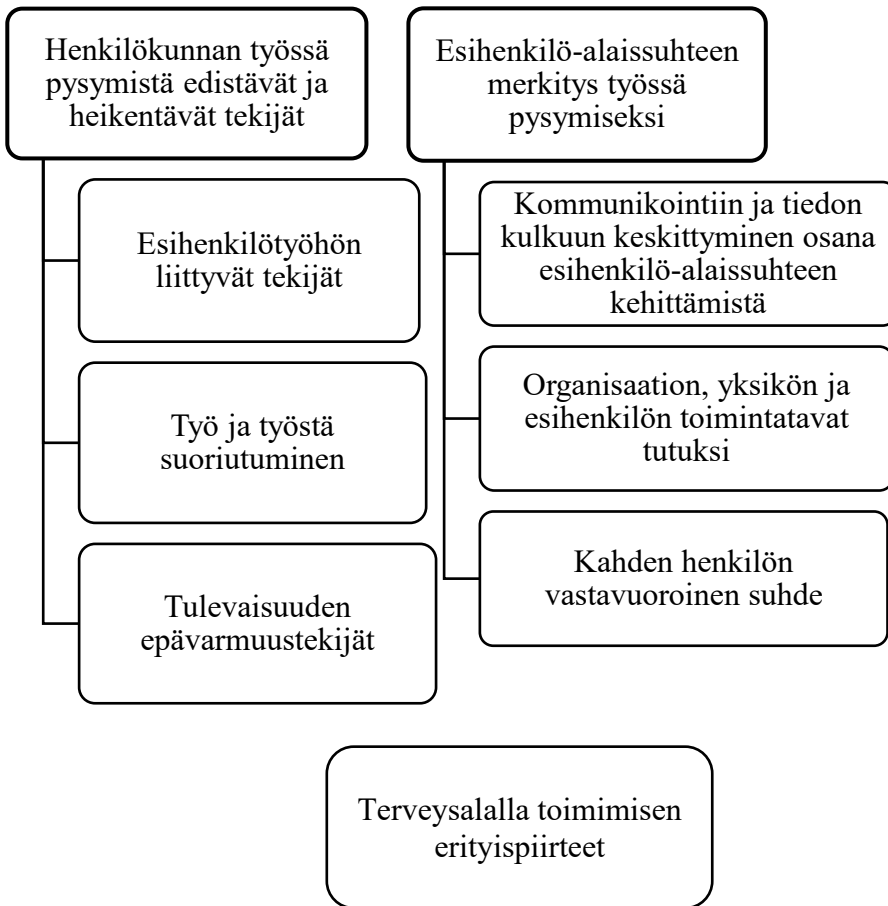 Henkilökunnan työssä
pysymistä edistävät ja
heikentävät tekijät
Esihenkilötyöhön
liittyvät tekijät
Työ ja työstä
suoriutuminen
Tulevaisuuden
epävarmuustekijät
Esihenkilö-alaissuhteen
merkitys työssä
pysymiseksi
Kommunikointiin ja tiedon
kulkuun keskittyminen osana
esihenkilö-alaissuhteen
kehittämistä
Organisaation, yksikön ja
esihenkilön toimintatavat
tutuksi
Kahden henkilön
vastavuoroinen suhde
Terveysalalla toimimisen
erityispiirteet